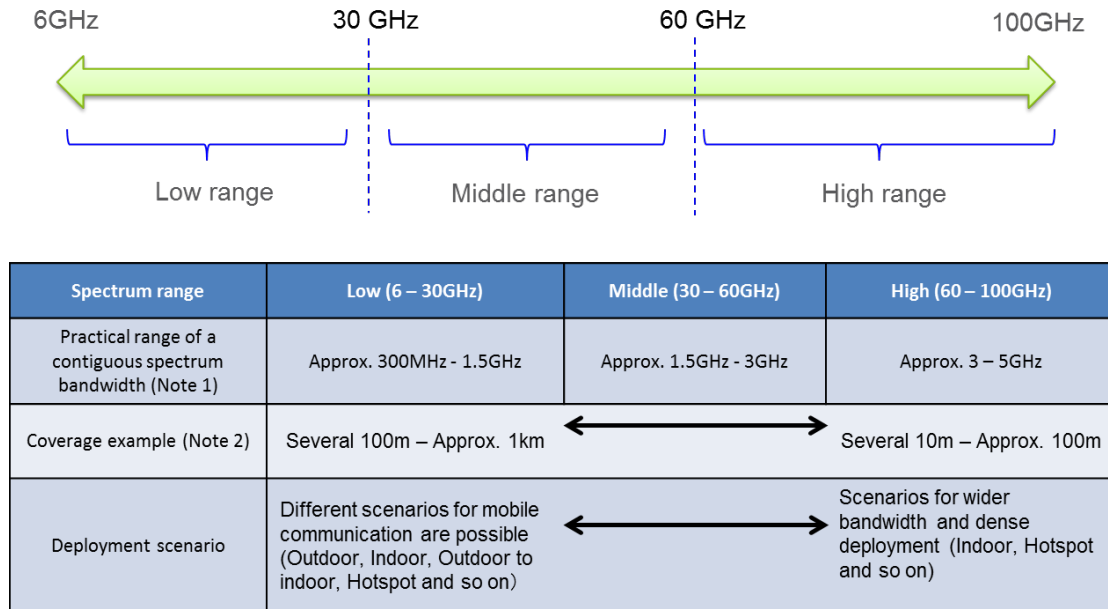 6GHz 30 GHz 60 GHz 100GHz
Low range Middle range High range
Spectrum range Low (6 – 30GHz) Middle (30 – 60GHz) High (60 – 100GHz)
Practical range of a
contiguous spectrum
bandwidth (Note 1)
Approx. 300MHz - 1.5GHz
Approx. 1.5GHz - 3GHz
Approx. 3 – 5GHz
Coverage example (Note 2)
Several 100m – Approx. 1km
Several 10m – Approx. 100m
Deployment scenario
Different scenarios for mobile
communication are possible
(Outdoor, Indoor, Outdoor to
indoor, Hotspot and so on）
Scenarios for wider
bandwidth and dense
deployment (Indoor, Hotspot
and so on)